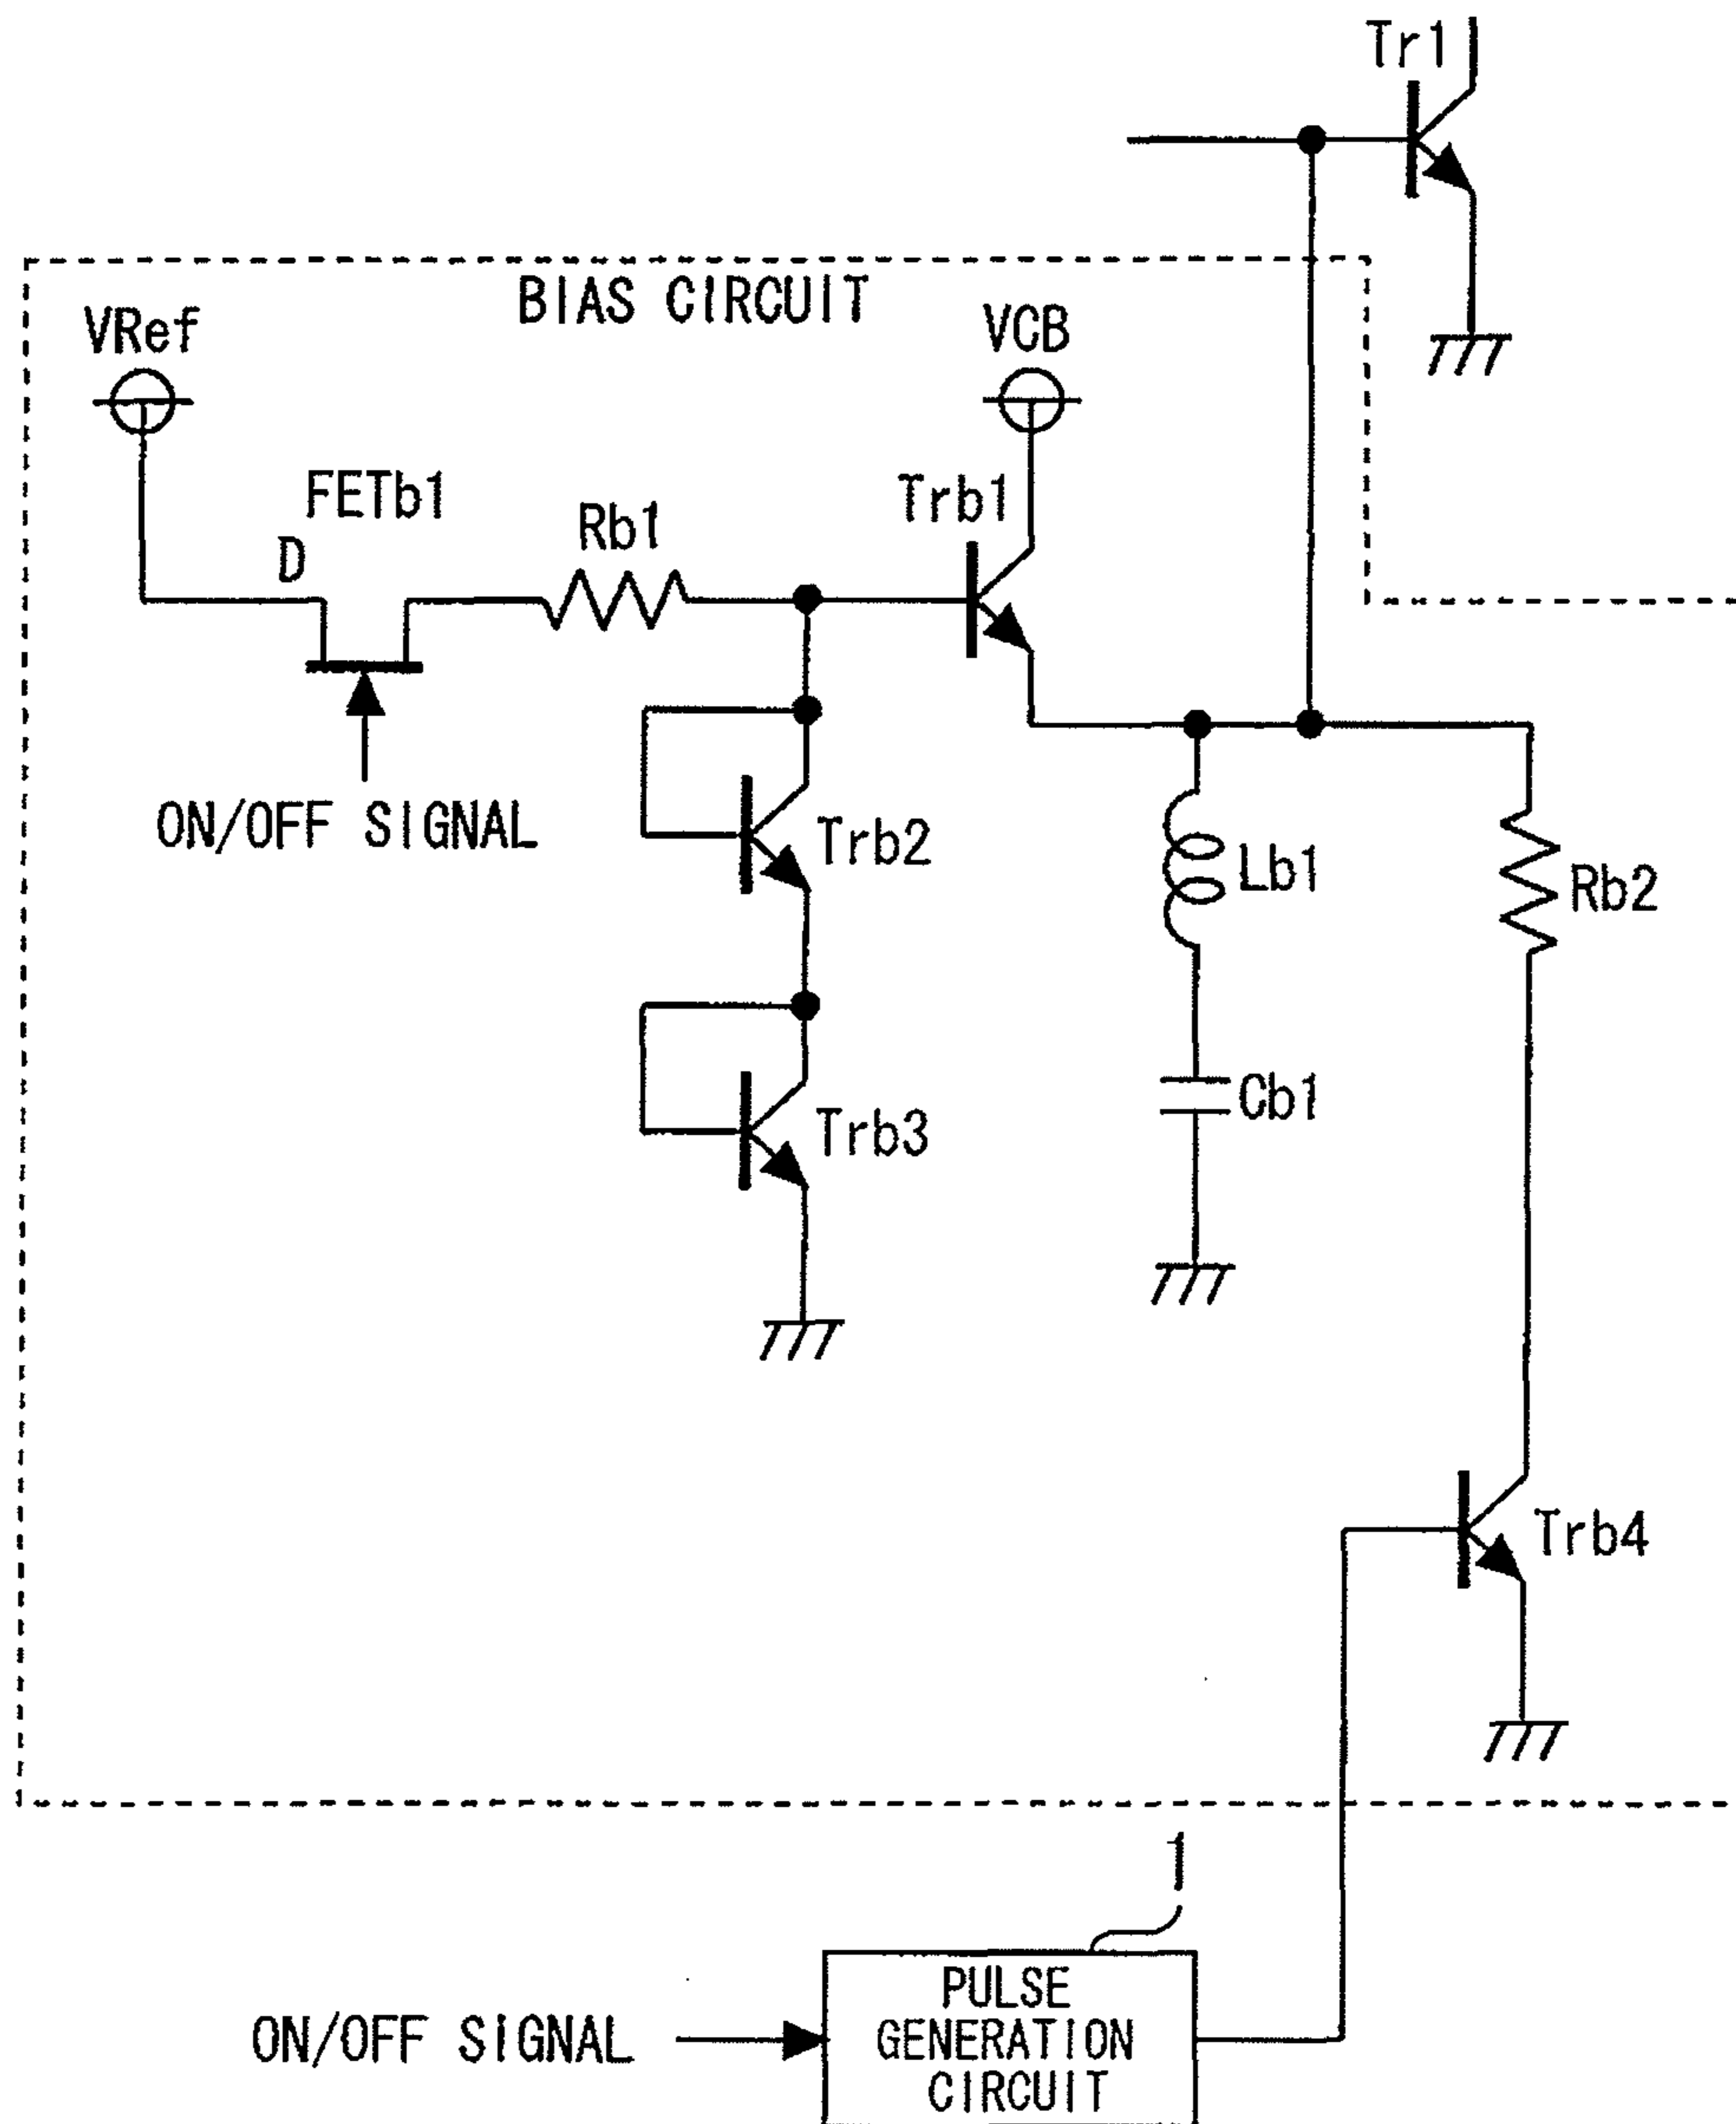 Tr1
BIAS CIRCUIT
VRef
VCB
FETb1
Trb1
Rb1
D
ON/OFF SIGNAL
Trb2
Lb1
Rb2
Cb1
Trb3
Trb4
1
PULSE
GENERATION
CIRCUIT
ON/OFF SIGNAL